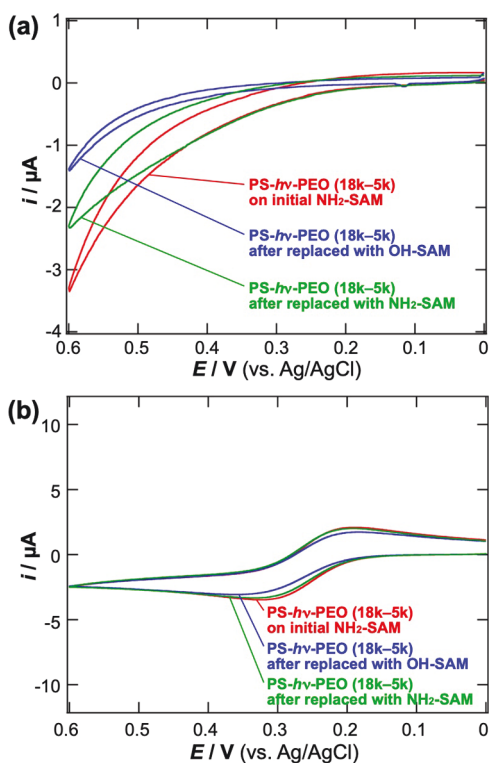 (a)
1
0
-1
-2
-3
-4
i / µA
PS-hν-PEO (18k–5k)
on initial NH2-SAM
PS-hν-PEO (18k–5k)
after replaced with OH-SAM
PS-hν-PEO (18k–5k)
after replaced with NH2-SAM
0.6 0.5 0.4 0.3 0.2 0.1 0
E / V (vs. Ag/AgCl)
(b)
10
5
0
-5
-10
i / µA
PS-hν-PEO (18k–5k)
on initial NH2-SAM
PS-hν-PEO (18k–5k)
after replaced with OH-SAM
PS-hν-PEO (18k–5k)
after replaced with NH2-SAM
0.6 0.5 0.4 0.3 0.2 0.1 0
E / V (vs. Ag/AgCl)